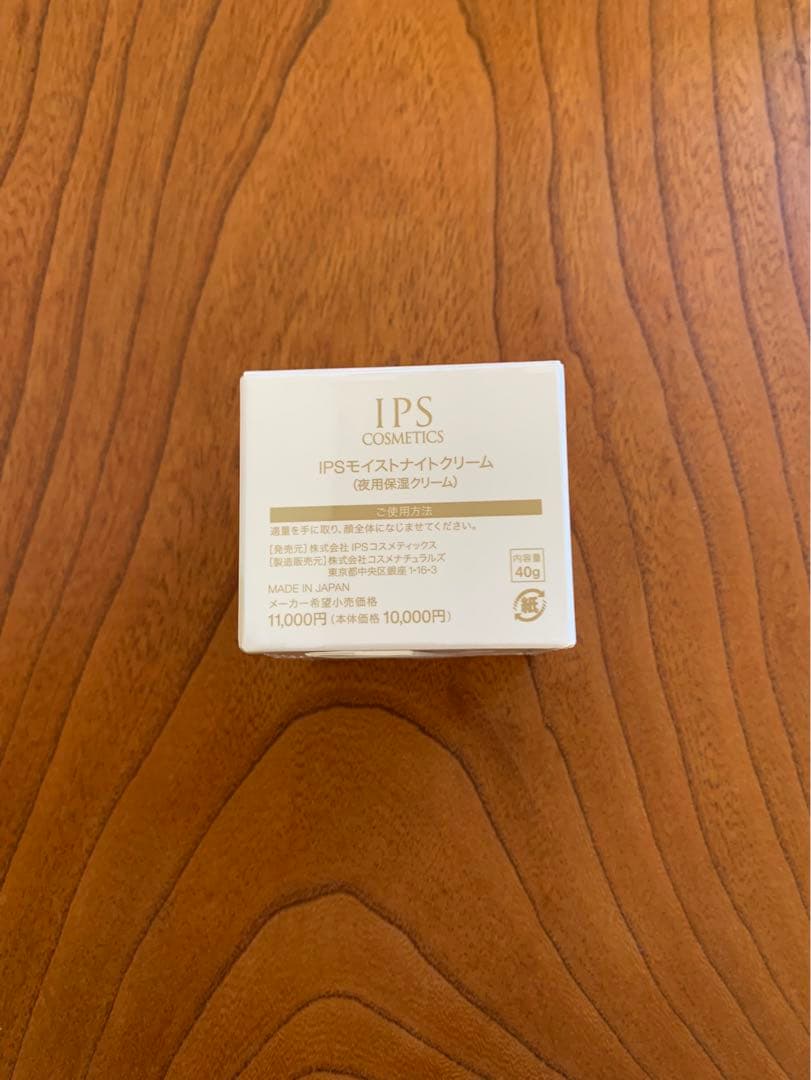 IPS
COSMETICS
IPSモイストナイトクリーム
(夜用保湿クリーム)
ご使用方法
適量を手に取り、顔全体になじませてください。
[発売元] 株式会社 IPSコスメティックス
[製造販売元] 株式会社コスメナチュラルズ
東京都中央区銀座1-16-3
MADE IN JAPAN
メーカー希望小売価格
11,000円 (本体価格 10,000円)
内容量
40g
紙